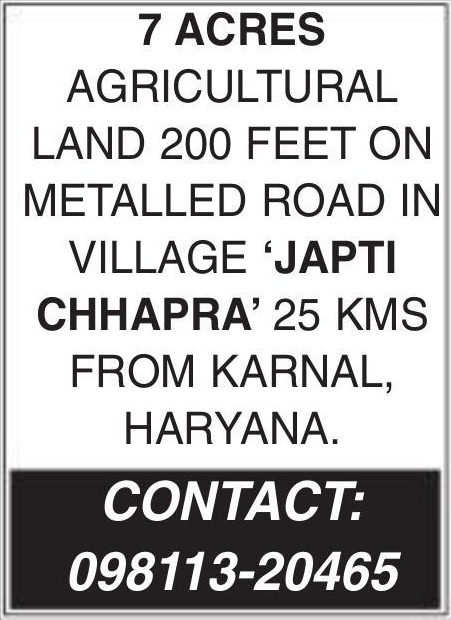 7 ACRES
AGRICULTURAL
LAND 200 FEET ON
METALLED ROAD IN
VILLAGE ‘JAPTI
CHHAPRA’ 25 KMS
FROM KARNAL,
HARYANA.
CONTACT:
098113-20465